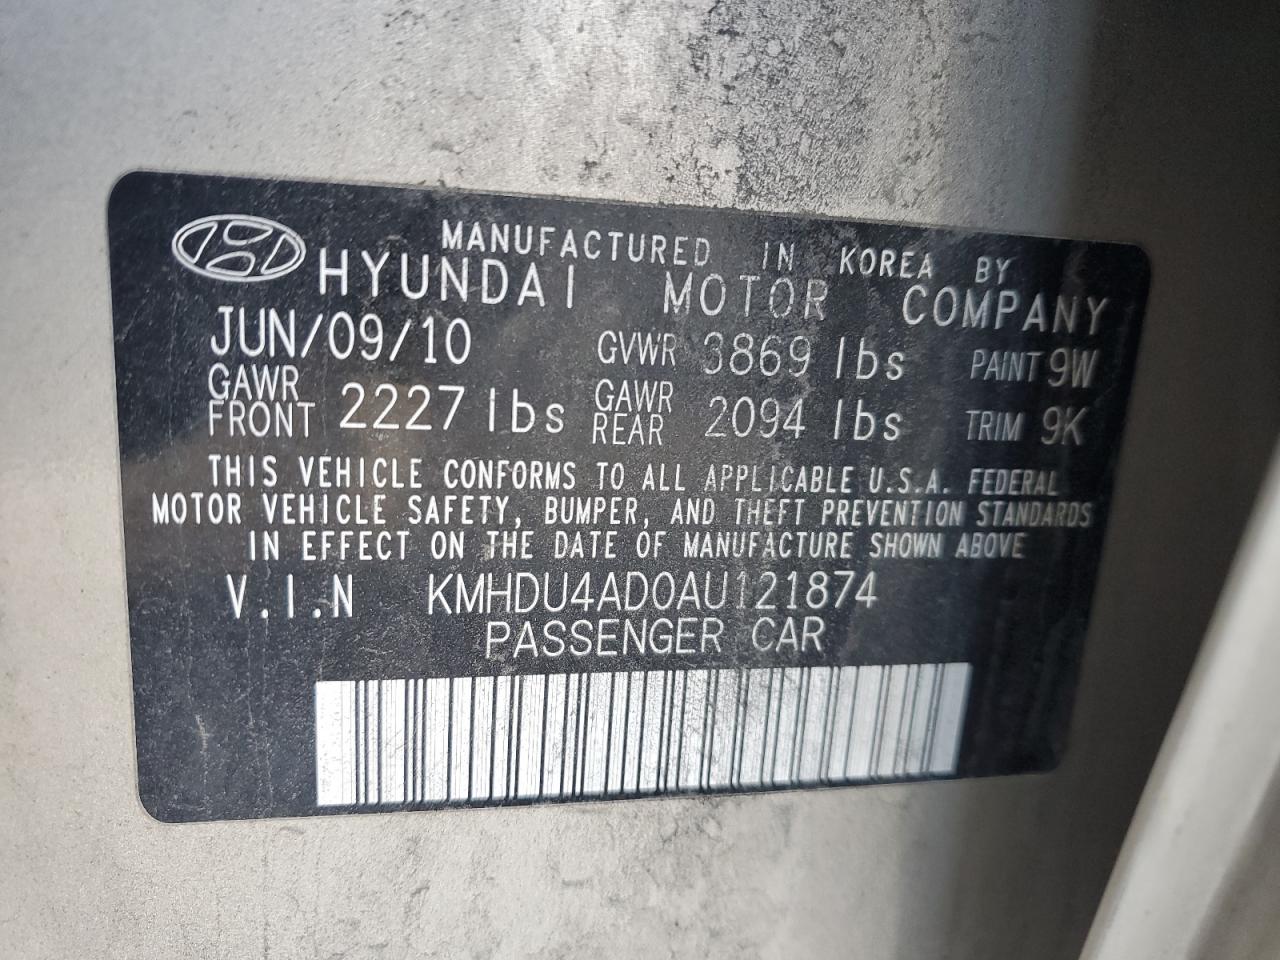 MANUFACTURED IN KOREA BY
HYUNDAI MOTOR COMPANY
JUN/09/10 GVWR 3869 lbs PAINT 9W
GAWR FRONT 2227 lbs GAWR REAR 2094 lbs TRIM 9K
THIS VEHICLE CONFORMS TO ALL APPLICABLE U.S.A. FEDERAL
MOTOR VEHICLE SAFETY, BUMPER, AND THEFT PREVENTION STANDARDS
IN EFFECT ON THE DATE OF MANUFACTURE SHOWN ABOVE
V.I.N KMHDU4AD0AU121874
PASSENGER CAR